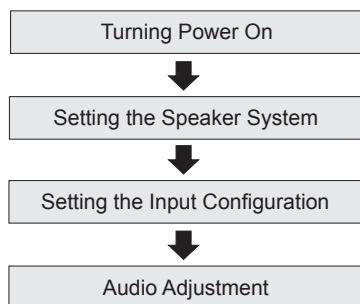 Turning Power On
Setting the Speaker System
Setting the Input Configuration
Audio Adjustment